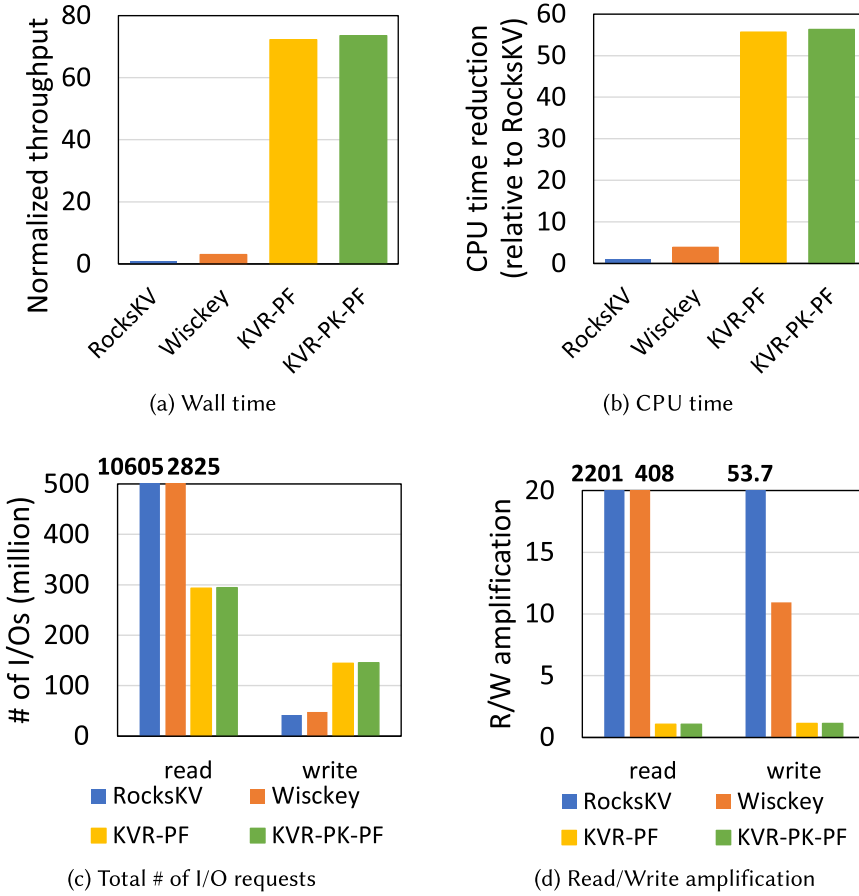 Normalized throughput
80
60
40
20
0
RocksKV
Wisckey
KVR-PF
KVR-PK-PF
(a) Wall time
CPU time reduction
(relative to RocksKV)
60
50
40
30
20
10
0
RocksKV
Wisckey
KVR-PF
KVR-PK-PF
(b) CPU time
10605 2825
# of I/Os (million)
500
400
300
200
100
0
read write
RocksKV Wisckey
KVR-PF KVR-PK-PF
(c) Total # of I/O requests
2201 408 53.7
R/W amplification
20
15
10
5
0
read write
RocksKV Wisckey
KVR-PF KVR-PK-PF
(d) Read/Write amplification